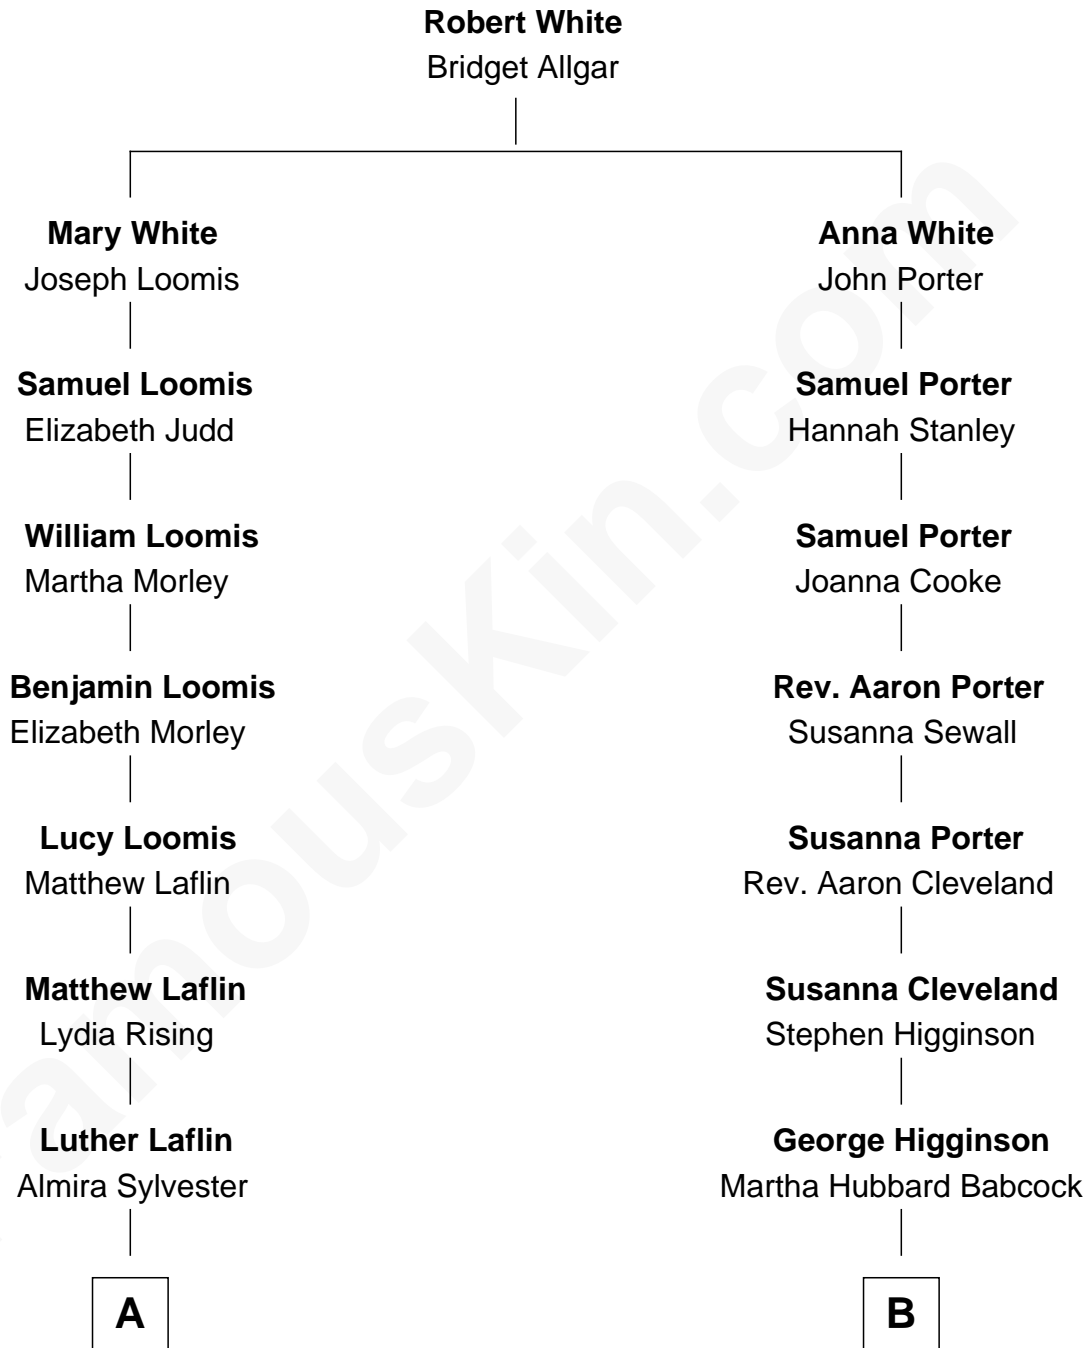 Robert White
Bridget Allgar
Mary White
Joseph Loomis
Anna White
John Porter
Samuel Loomis
Elizabeth Judd
Samuel Porter
Hannah Stanley
William Loomis
Martha Morley
Samuel Porter
Joanna Cooke
Benjamin Loomis
Elizabeth Morley
Rev. Aaron Porter
Susanna Sewall
Lucy Loomis
Matthew Laflin
Susanna Porter
Rev. Aaron Cleveland
Matthew Laflin
Lydia Rising
Susanna Cleveland
Stephen Higginson
Luther Laflin
Almira Sylvester
George Higginson
Martha Hubbard Babcock
A
B
amouskin.com